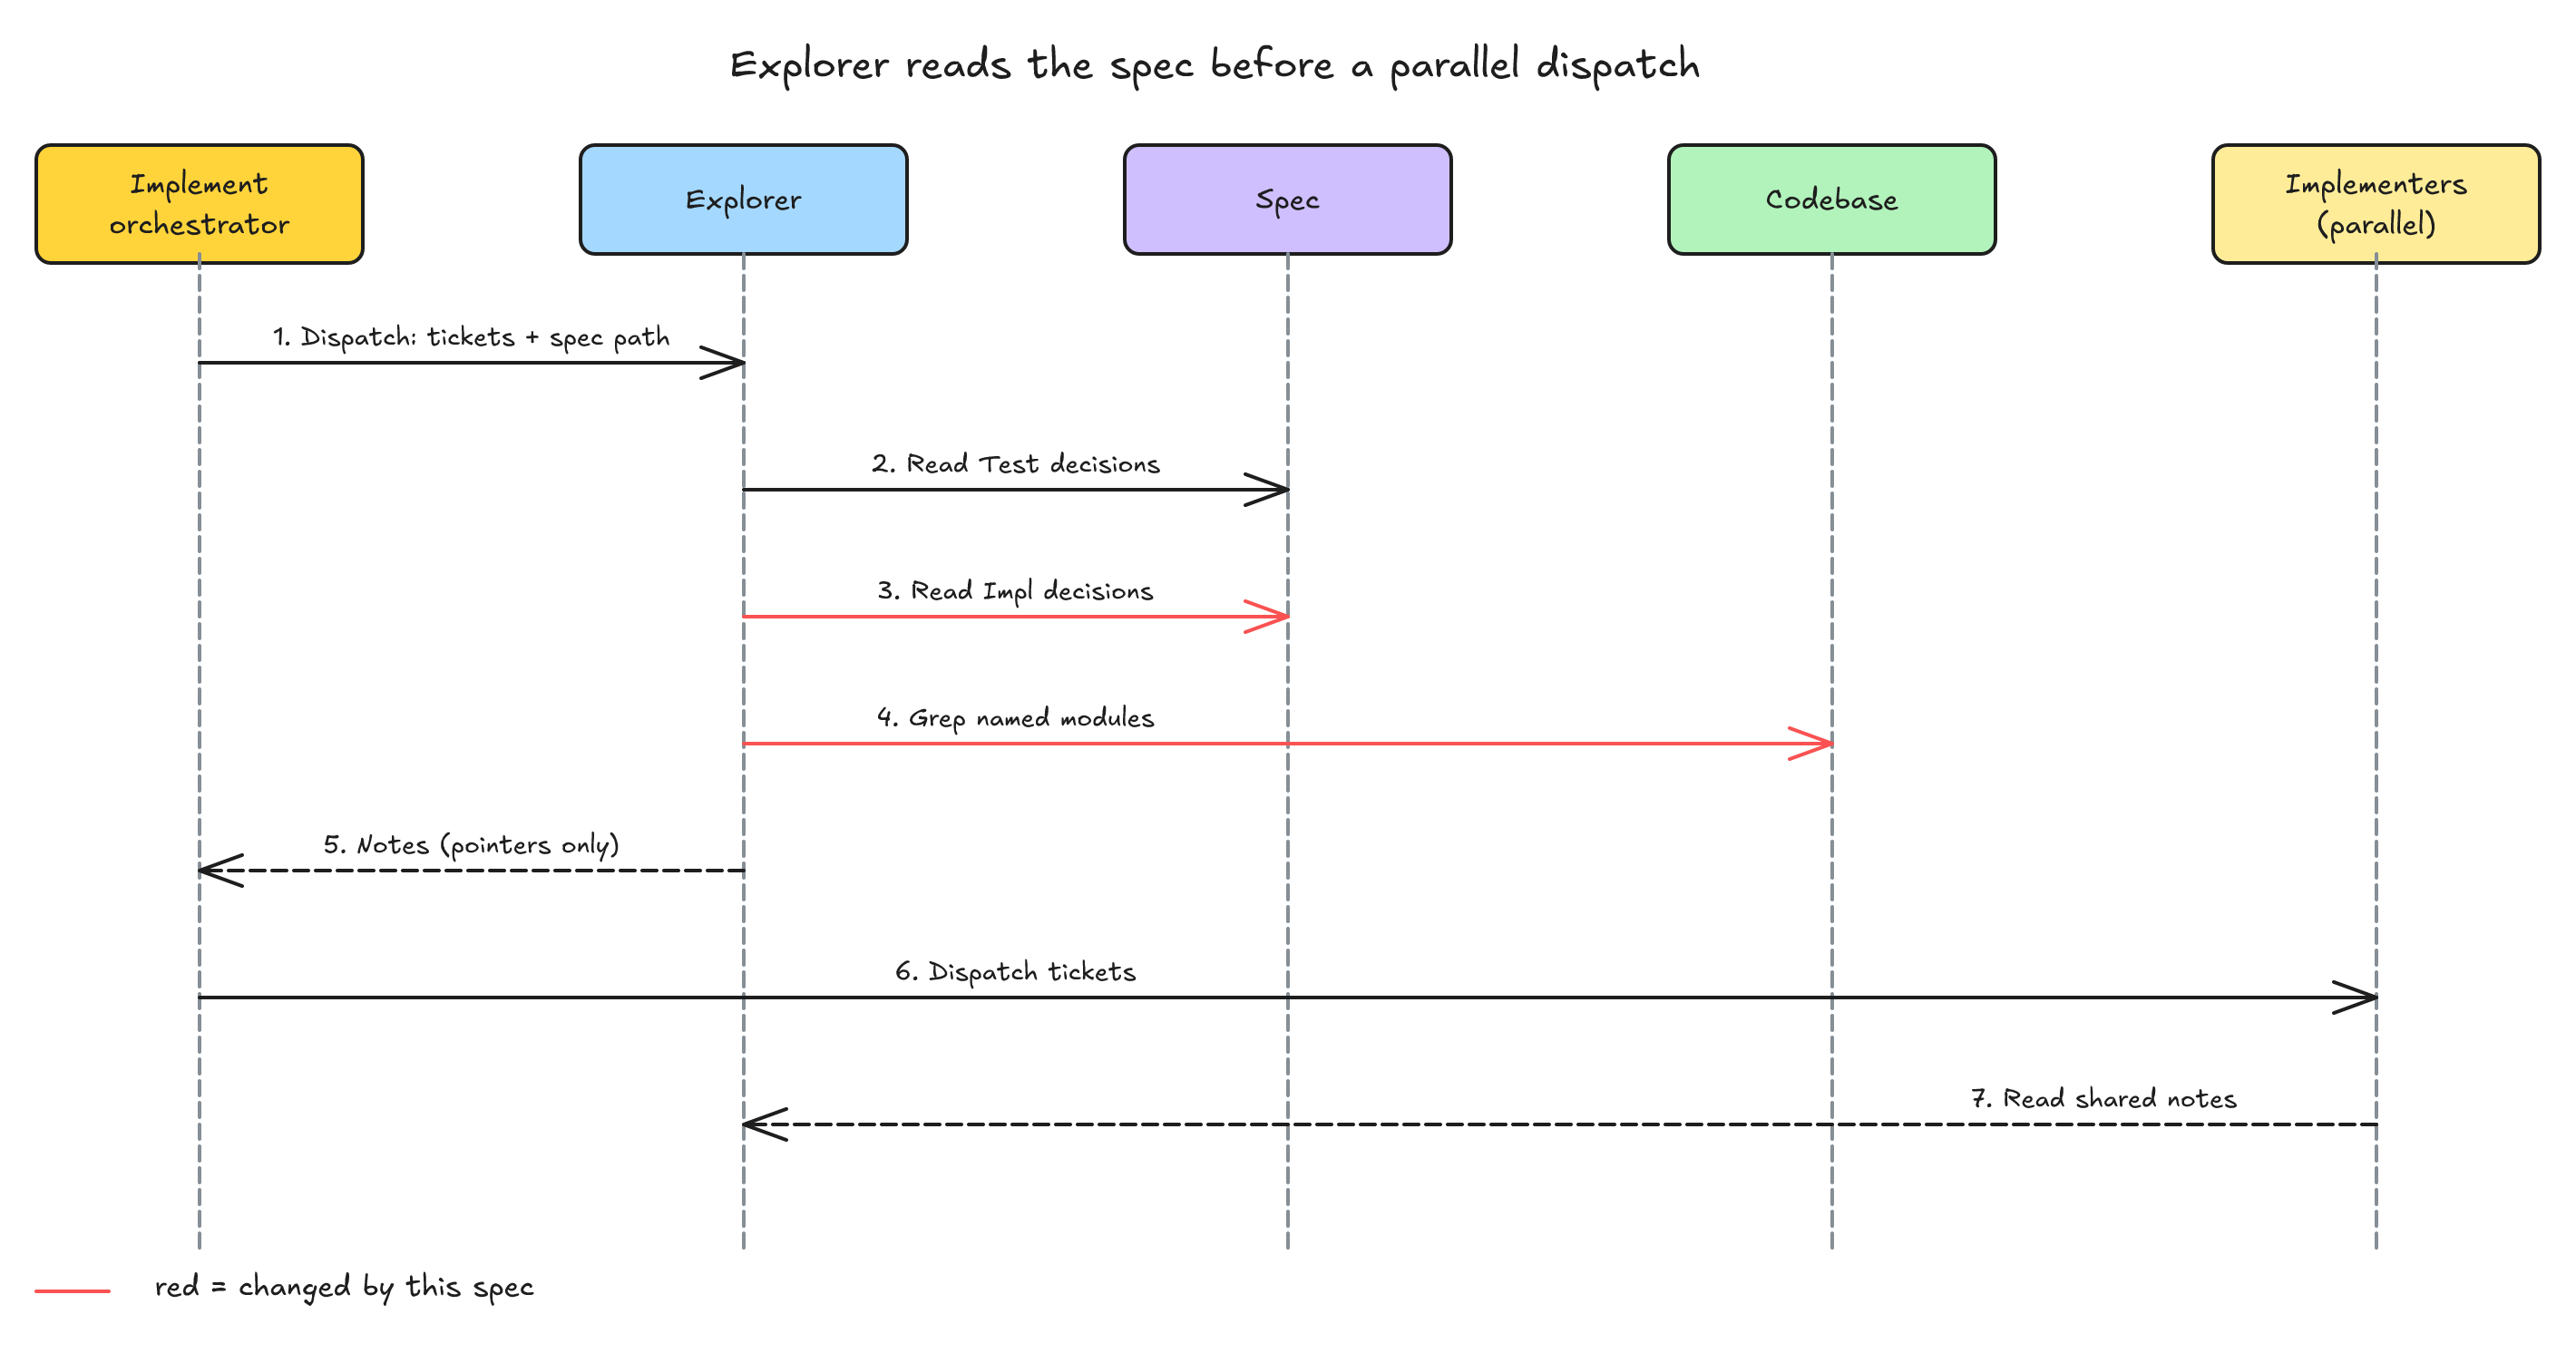 Explorer reads the spec before a parallel dispatch
Implement
orchestrator
Explorer
Spec
Codebase
Implementers
(parallel)
1. Dispatch: tickets + spec path
2. Read Test decisions
3. Read Impl decisions
4. Grep named modules
5. Notes (pointers only)
6. Dispatch tickets
7. Read shared notes
red = changed by this spec